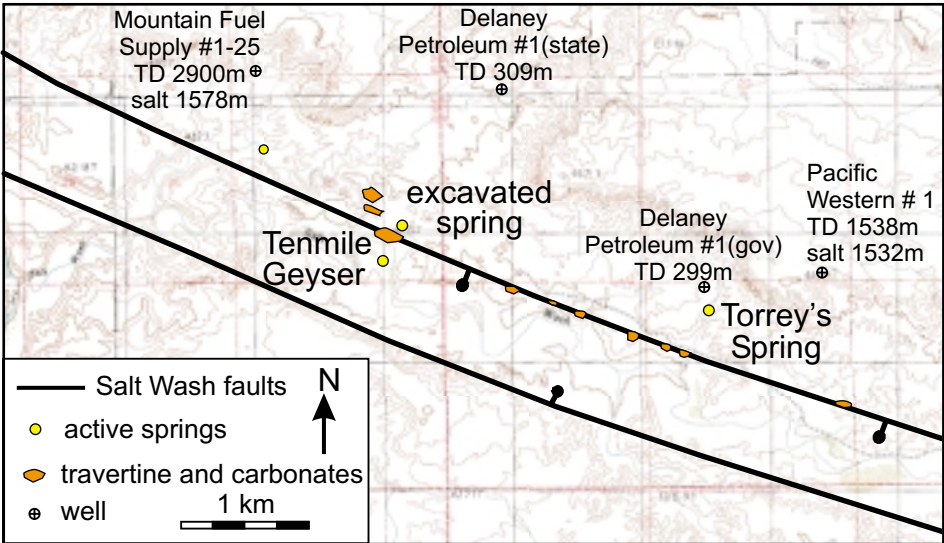 Mountain Fuel
Supply #1-25
TD 2900m
salt 1578m
Delaney
Petroleum #1(state)
TD 309m
excavated
spring
Tenmile
Geyser
Delaney
Petroleum #1(gov)
TD 299m
Pacific
Western # 1
TD 1538m
salt 1532m
Torrey's
Spring
Salt Wash faults
N
active springs
travertine and carbonates
well
1 km